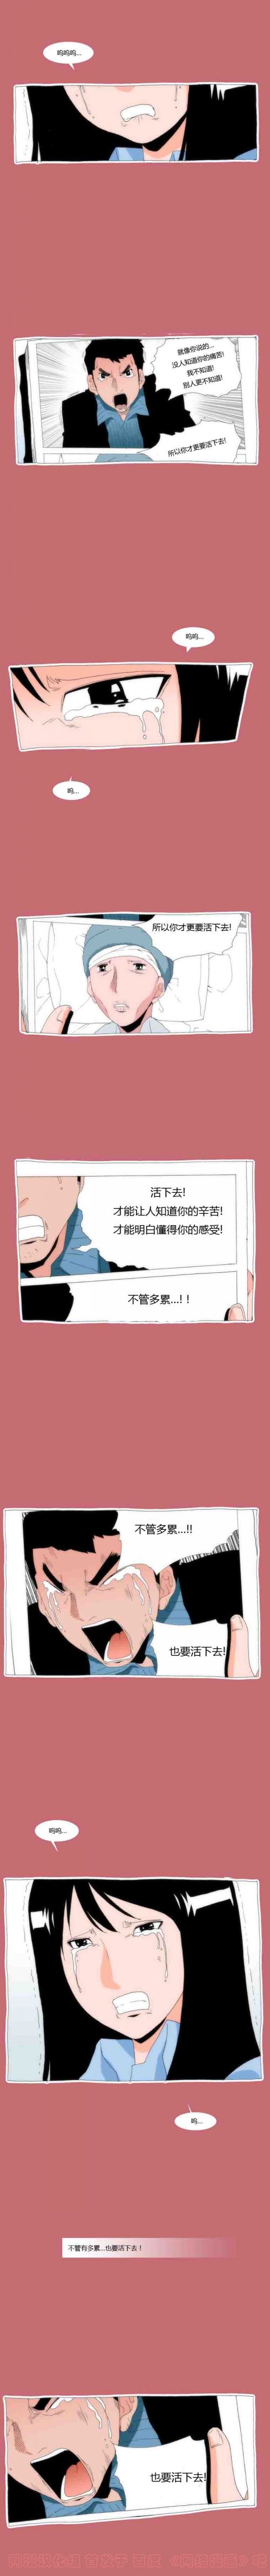 呜呜呜...
就像你说的...
没人知道你的痛苦!
我不知道!
别人更不知道!
所以你才更要活下去!
呜呜...
呜...
所以你才更要活下去!
活下去!
才能让人知道你的辛苦!
才能明白懂得你的感受!
不管多累...! !
不管多累...!!
也要活下去!
呜呜...
呜...
不管有多累...也要活下去！
也要活下去!